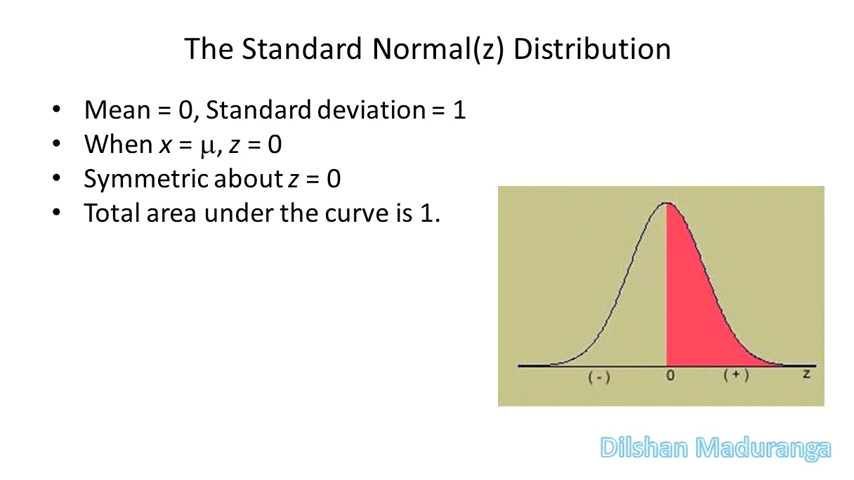 The Standard Normal(z) Distribution
• Mean = 0, Standard deviation = 1
• When x = μ, z = 0
• Symmetric about z = 0
• Total area under the curve is 1.
(-) 0 (+) z
Dilshan Maduranga